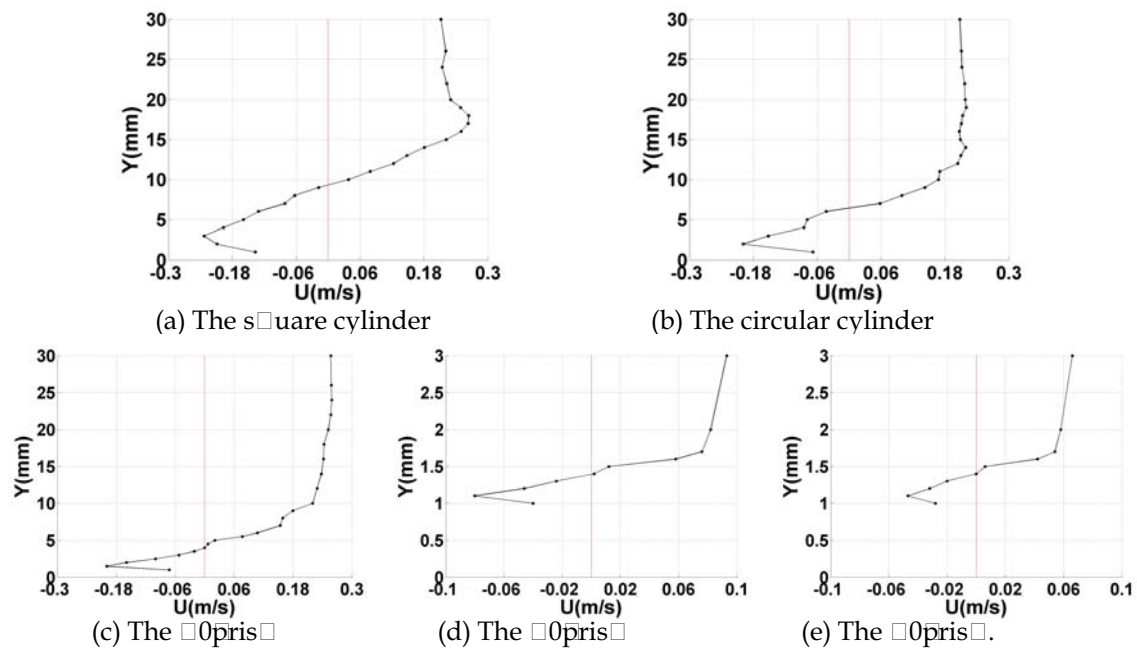 30
25
20
15
10
5
0
Y(mm)
-0.3 -0.18 -0.06 0.06 0.18 0.3
U(m/s)
(a) The s□uare cylinder
30
25
20
15
10
5
0
Y(mm)
-0.3 -0.18 -0.06 0.06 0.18 0.3
U(m/s)
(b) The circular cylinder
30
25
20
15
10
5
0
Y(mm)
-0.3 -0.18 -0.06 0.06 0.18 0.3
U(m/s)
(c) The □0□pris□
3
2.5
2
1.5
1
0.5
0
Y(mm)
-0.1 -0.06 -0.02 0.02 0.06 0.1
U(m/s)
(d) The □0□pris□
3
2.5
2
1.5
1
0.5
0
Y(mm)
-0.1 -0.06 -0.02 0.02 0.06 0.1
U(m/s)
(e) The □0□pris□.